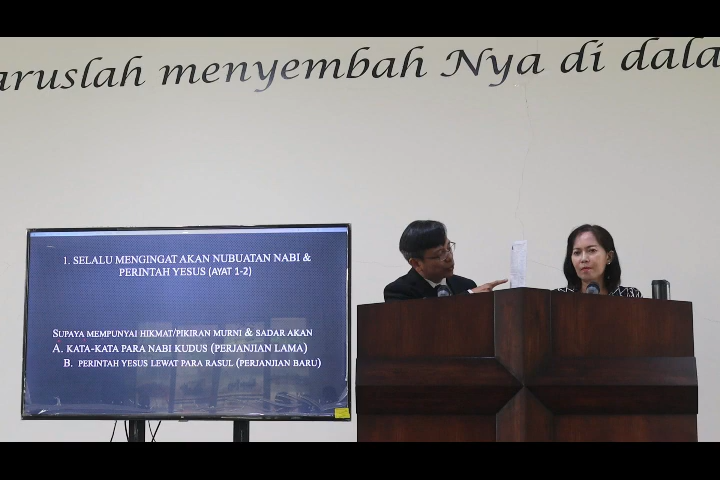 aruslah menyembah Nya di dala
1. SELALU MENGINGAT AKAN NUBUATAN NABI &
PERINTAH YESUS (AYAT 1-2)
SUPAYA MEMPUNYAI HIKMAT/PIKIRAN MURNI & SADAR AKAN
A. KATA-KATA PARA NABI KUDUS (PERJANJIAN LAMA)
B. PERINTAH YESUS LEWAT PARA RASUL (PERJANJIAN BARU)